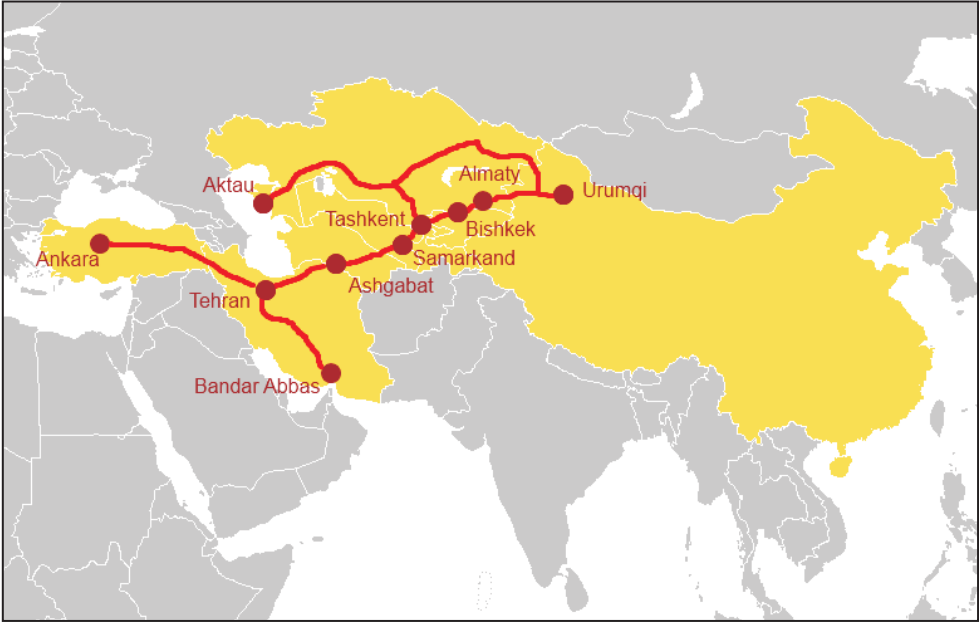 Almaty
Aktau
Urumqi
Tashkent
Bishkek
Ankara
Samarkand
Ashgabat
Tehran
Bandar Abbas